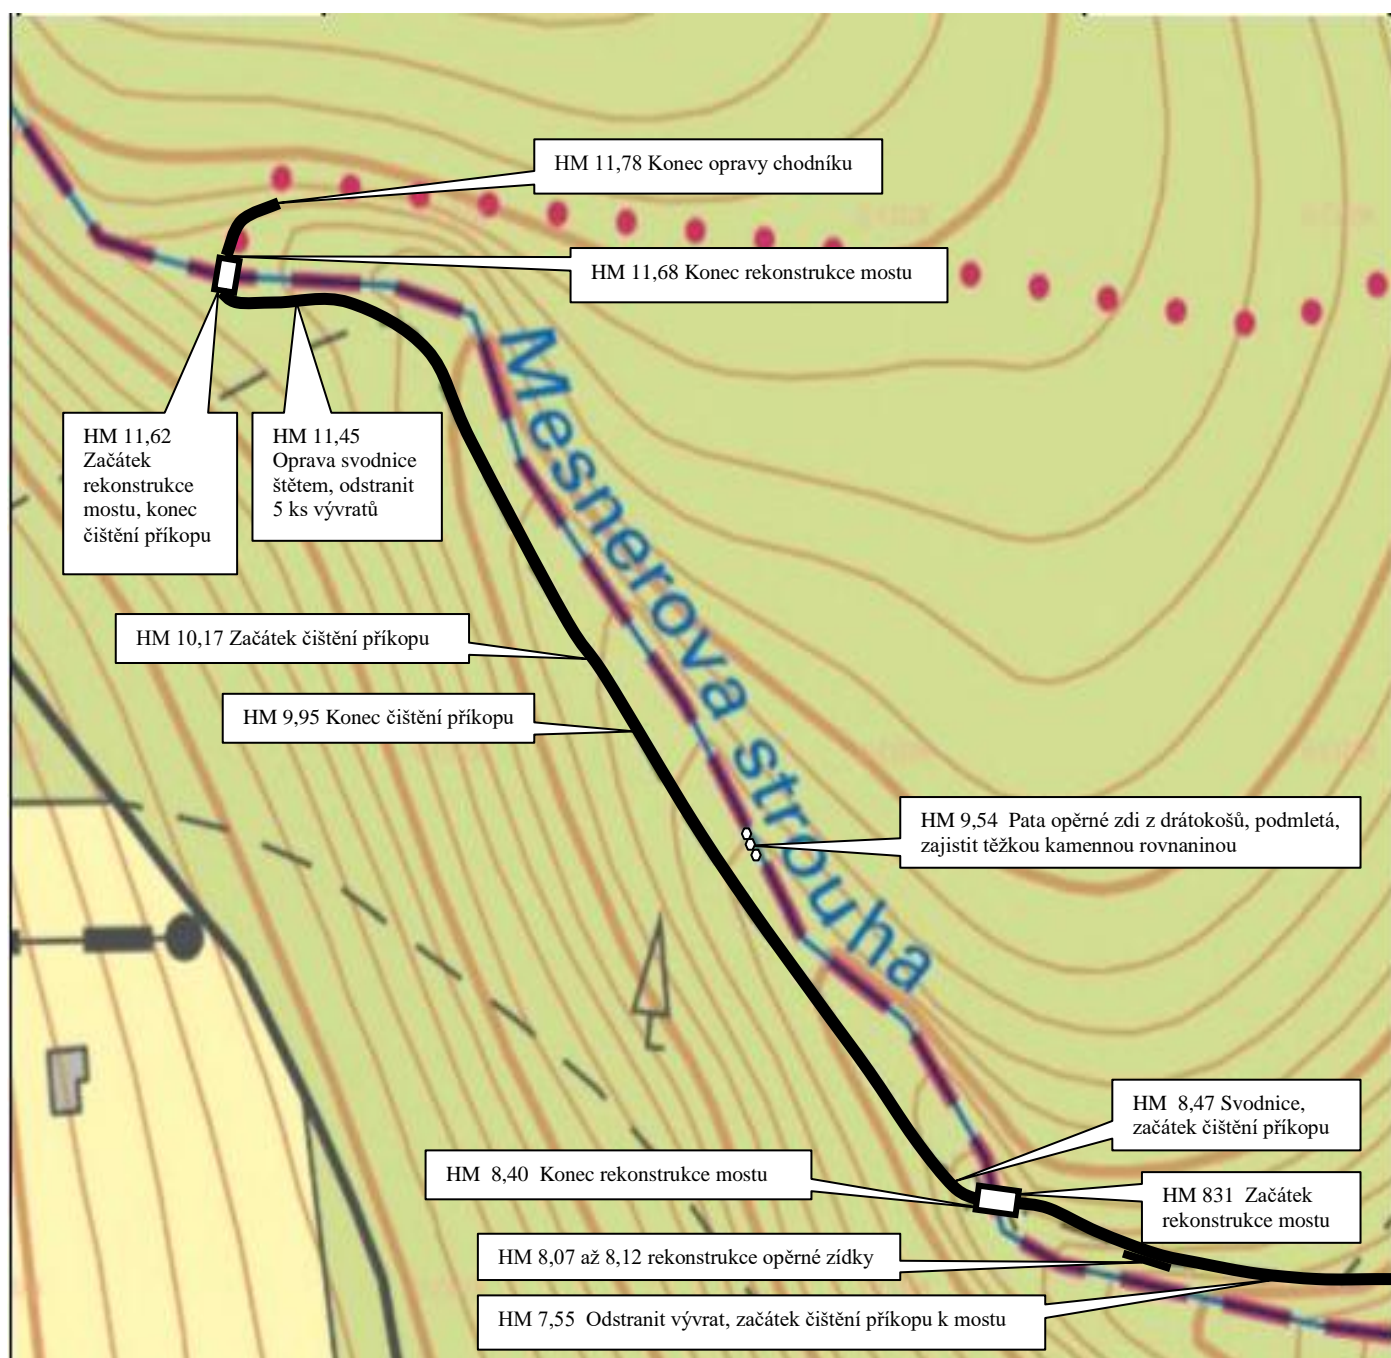 HM 11,78 Konec opravy chodníku
HM 11,68 Konec rekonstrukce mostu
HM 11,62
Začátek
rekonstrukce
mostu, konec
čištění příkopu
HM 11,45
Oprava svodnice
štětem, odstranit
5 ks vývratů
Mesnerova strouha
HM 10,17 Začátek čištění příkopu
HM 9,95 Konec čištění příkopu
HM 9,54  Pata opěrné zdi z drátokošů, podmletá,
zajistit těžkou kamennou rovnaninou
HM  8,47 Svodnice,
začátek čištění příkopu
HM  8,40  Konec rekonstrukce mostu
HM 831  Začátek
rekonstrukce mostu
HM 8,07 až 8,12 rekonstrukce opěrné zídky
HM 7,55  Odstranit vývrat, začátek čištění příkopu k mostu